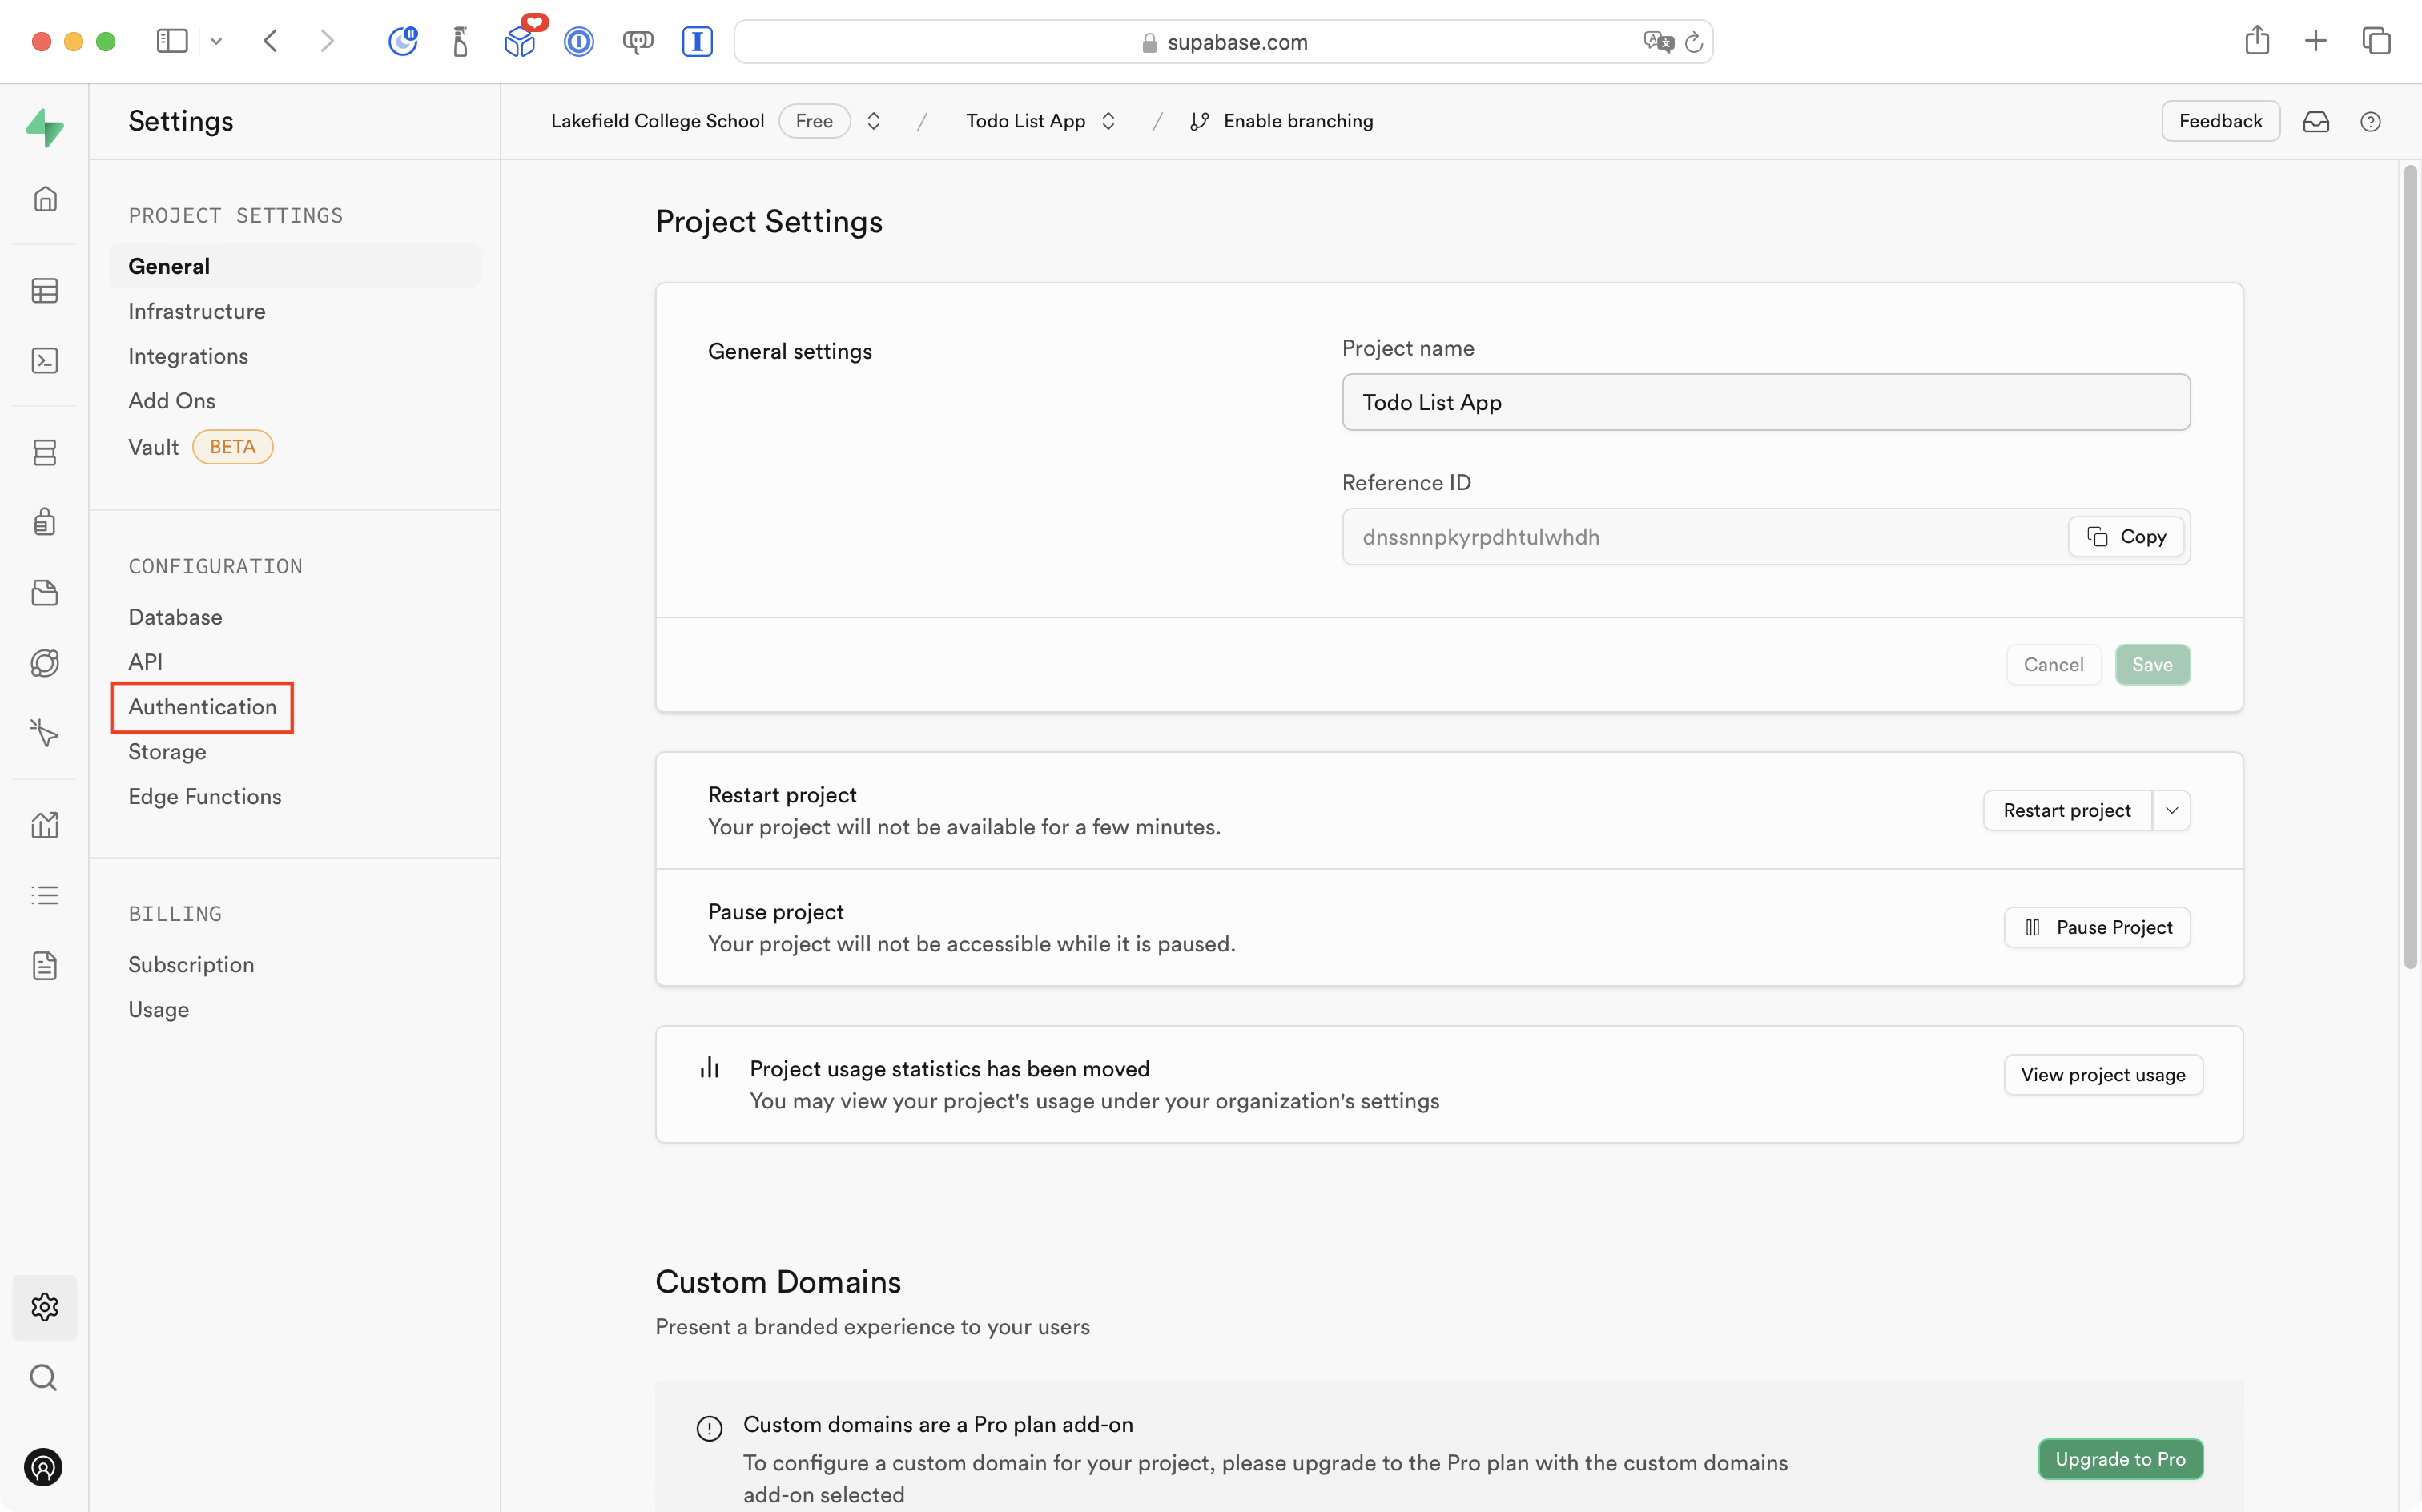 supabase.com
Settings
Lakefield College School Free / Todo List App / Enable branching
Feedback
PROJECT SETTINGS
General
Infrastructure
Integrations
Add Ons
Vault BETA
CONFIGURATION
Database
API
Authentication
Storage
Edge Functions
BILLING
Subscription
Usage
Project Settings
General settings
Project name
Todo List App
Reference ID
dnssnnpkyrpdhtulwhdh
Copy
Cancel
Save
Restart project
Your project will not be available for a few minutes.
Restart project
Pause project
Your project will not be accessible while it is paused.
Pause Project
Project usage statistics has been moved
You may view your project's usage under your organization's settings
View project usage
Custom Domains
Present a branded experience to your users
Custom domains are a Pro plan add-on
To configure a custom domain for your project, please upgrade to the Pro plan with the custom domains
add-on selected
Upgrade to Pro